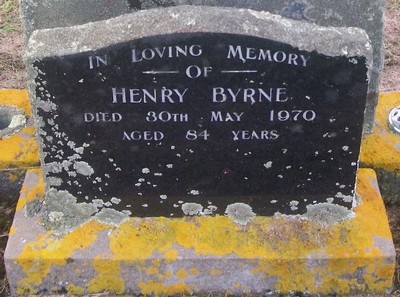 In Loving Memory
of
Henry Byrne
Died 30th May 1970
Aged 84 years